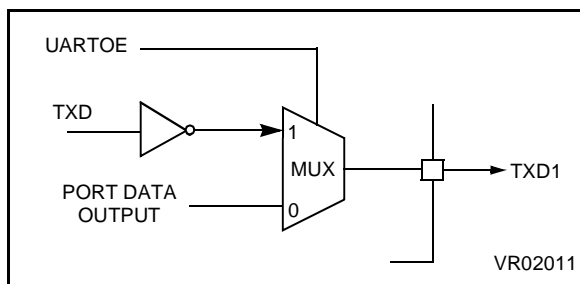 UARTOE
TXD
1
MUX
TXD1
PORT DATA
OUTPUT
0
VR02011